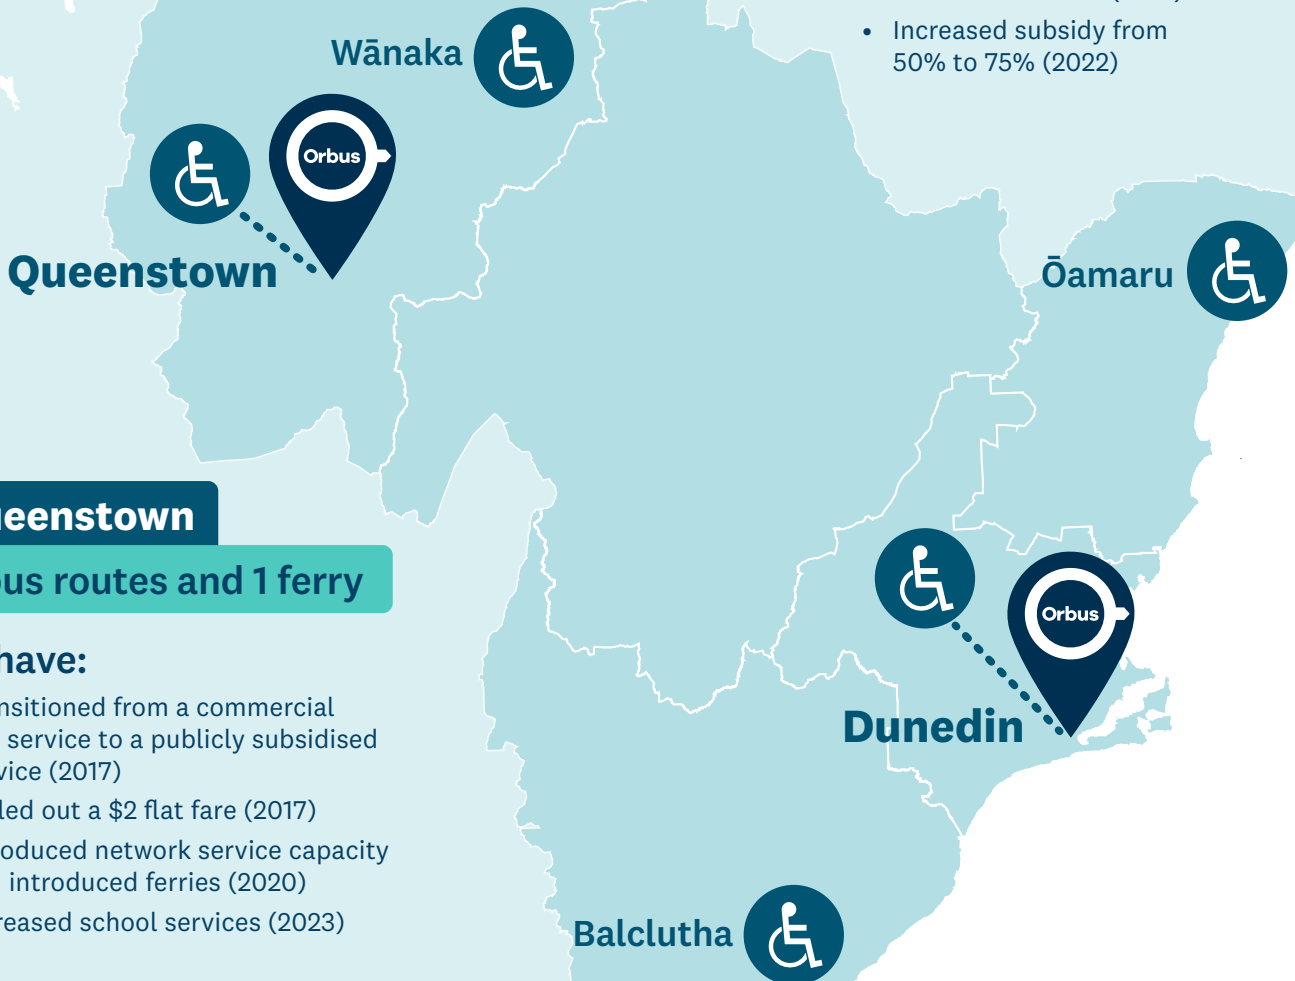 Increased subsidy from
50% to 75% (2022)
Wānaka
Orbus
Queenstown
Ōamaru
ueenstown
ous routes and 1 ferry
have:
nsitioned from a commercial
service to a publicly subsidised
vice (2017)
led out a $2 flat fare (2017)
oduced network service capacity
introduced ferries (2020)
reased school services (2023)
Orbus
Dunedin
Balclutha